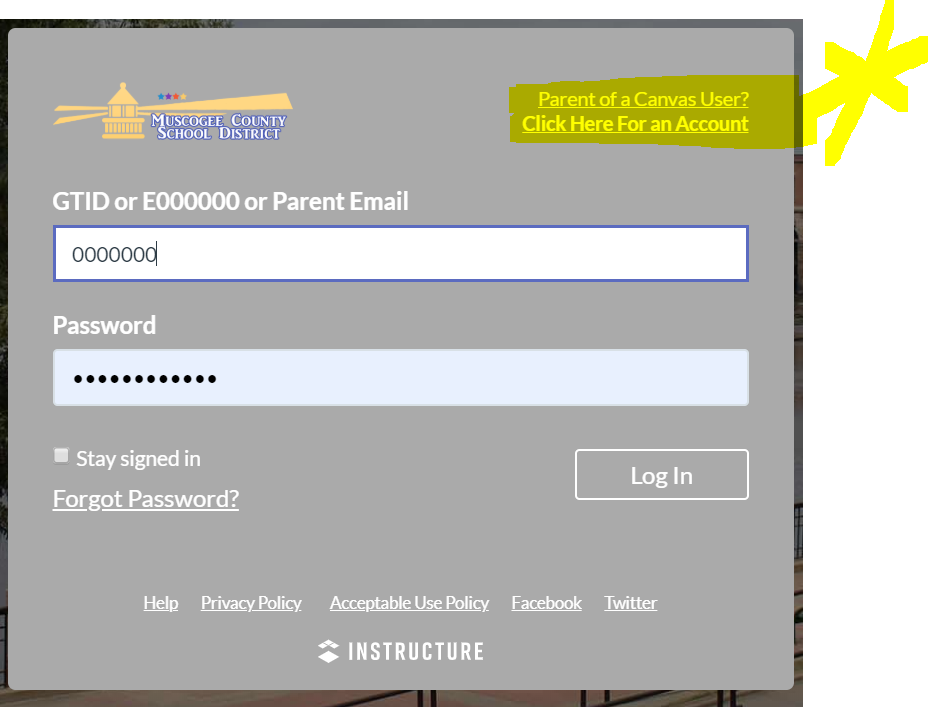 MUSCOGEE COUNTY
SCHOOL DISTRICT
Parent of a Canvas User?
Click Here For an Account
GTID or E000000 or Parent Email
0000000
Password
••••••••••••
Stay signed in
Log In
Forgot Password?
Help Privacy Policy Acceptable Use Policy Facebook Twitter
INSTRUCTURE